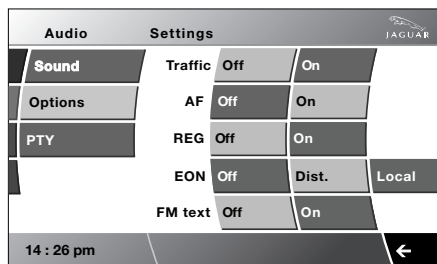 Audio Settings JAGUAR
Sound Traffic Off On
Options AF Off On
PTY REG Off On
EON Off Dist. Local
FM text Off On
14 : 26 pm